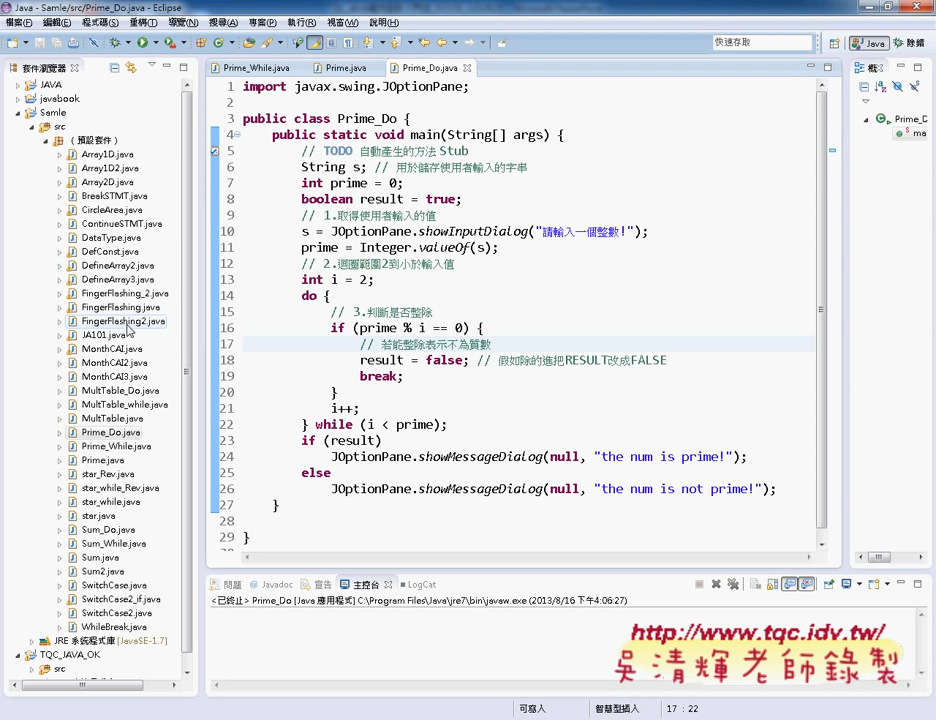 Java - Samle/src/Prime_Do.java - Eclipse
檔案(F) 編輯(E) 程式碼(S) 重構(T) 導覽(N) 搜尋(A) 專案(P) 執行(R) 視窗(W) 說明(H)
快速存取
Java
除錯
套件瀏覽器
JAVA
javabook
Samle
src
(預設套件)
Array1D.java
Array1D2.java
Array2D.java
BreakSTMT.java
CircleArea.java
ContinueSTMT.java
DataType.java
DefConst.java
DefineArray2.java
DefineArray3.java
FingerFlashing_2.java
FingerFlashing.java
FingerFlashing2.java
JA101.java
MonthCAI.java
MonthCAI2.java
MonthCAI3.java
MultTable_Do.java
MultTable_while.java
MultTable.java
Prime_Do.java
Prime_While.java
Prime.java
star_Rev.java
star_while_Rev.java
star_while.java
star.java
Sum_Do.java
Sum_While.java
Sum.java
Sum2.java
SwitchCase.java
SwitchCase2_if.java
SwitchCase2.java
WhileBreak.java
JRE 系統程式庫 [JavaSE-1.7]
TQC_JAVA_OK
src
Prime_While.java
Prime.java
Prime_Do.java
1 import javax.swing.JOptionPane;
2
3 public class Prime_Do {
4 public static void main(String[] args) {
5 // TODO 自動產生的方法 Stub
6 String s; // 用於儲存使用者輸入的字串
7 int prime = 0;
8 boolean result = true;
9 // 1.取得使用者輸入的值
10 s = JOptionPane.showInputDialog("請輸入一個整數!");
11 prime = Integer.valueOf(s);
12 // 2.迴圈範圍2到小於輸入值
13 int i = 2;
14 do {
15 // 3.判斷是否整除
16 if (prime % i == 0) {
17 // 若能整除表示不為質數
18 result = false; // 假如除的進把RESULT改成FALSE
19 break;
20 }
21 i++;
22 } while (i < prime);
23 if (result)
24 JOptionPane.showMessageDialog(null, "the num is prime!");
25 else
26 JOptionPane.showMessageDialog(null, "the num is not prime!");
27 }
28
29 }
概
Prime_D
ma
問題
Javadoc
宣告
主控台
LogCat
<已終止> Prime_Do [Java 應用程式] C:\Program Files\Java\jre7\bin\javaw.exe (2013/8/16 下午4:06:27)
http://www.tqc.idv.tw/
吳清輝老師錄製
可寫入
智慧型插入
17 : 22